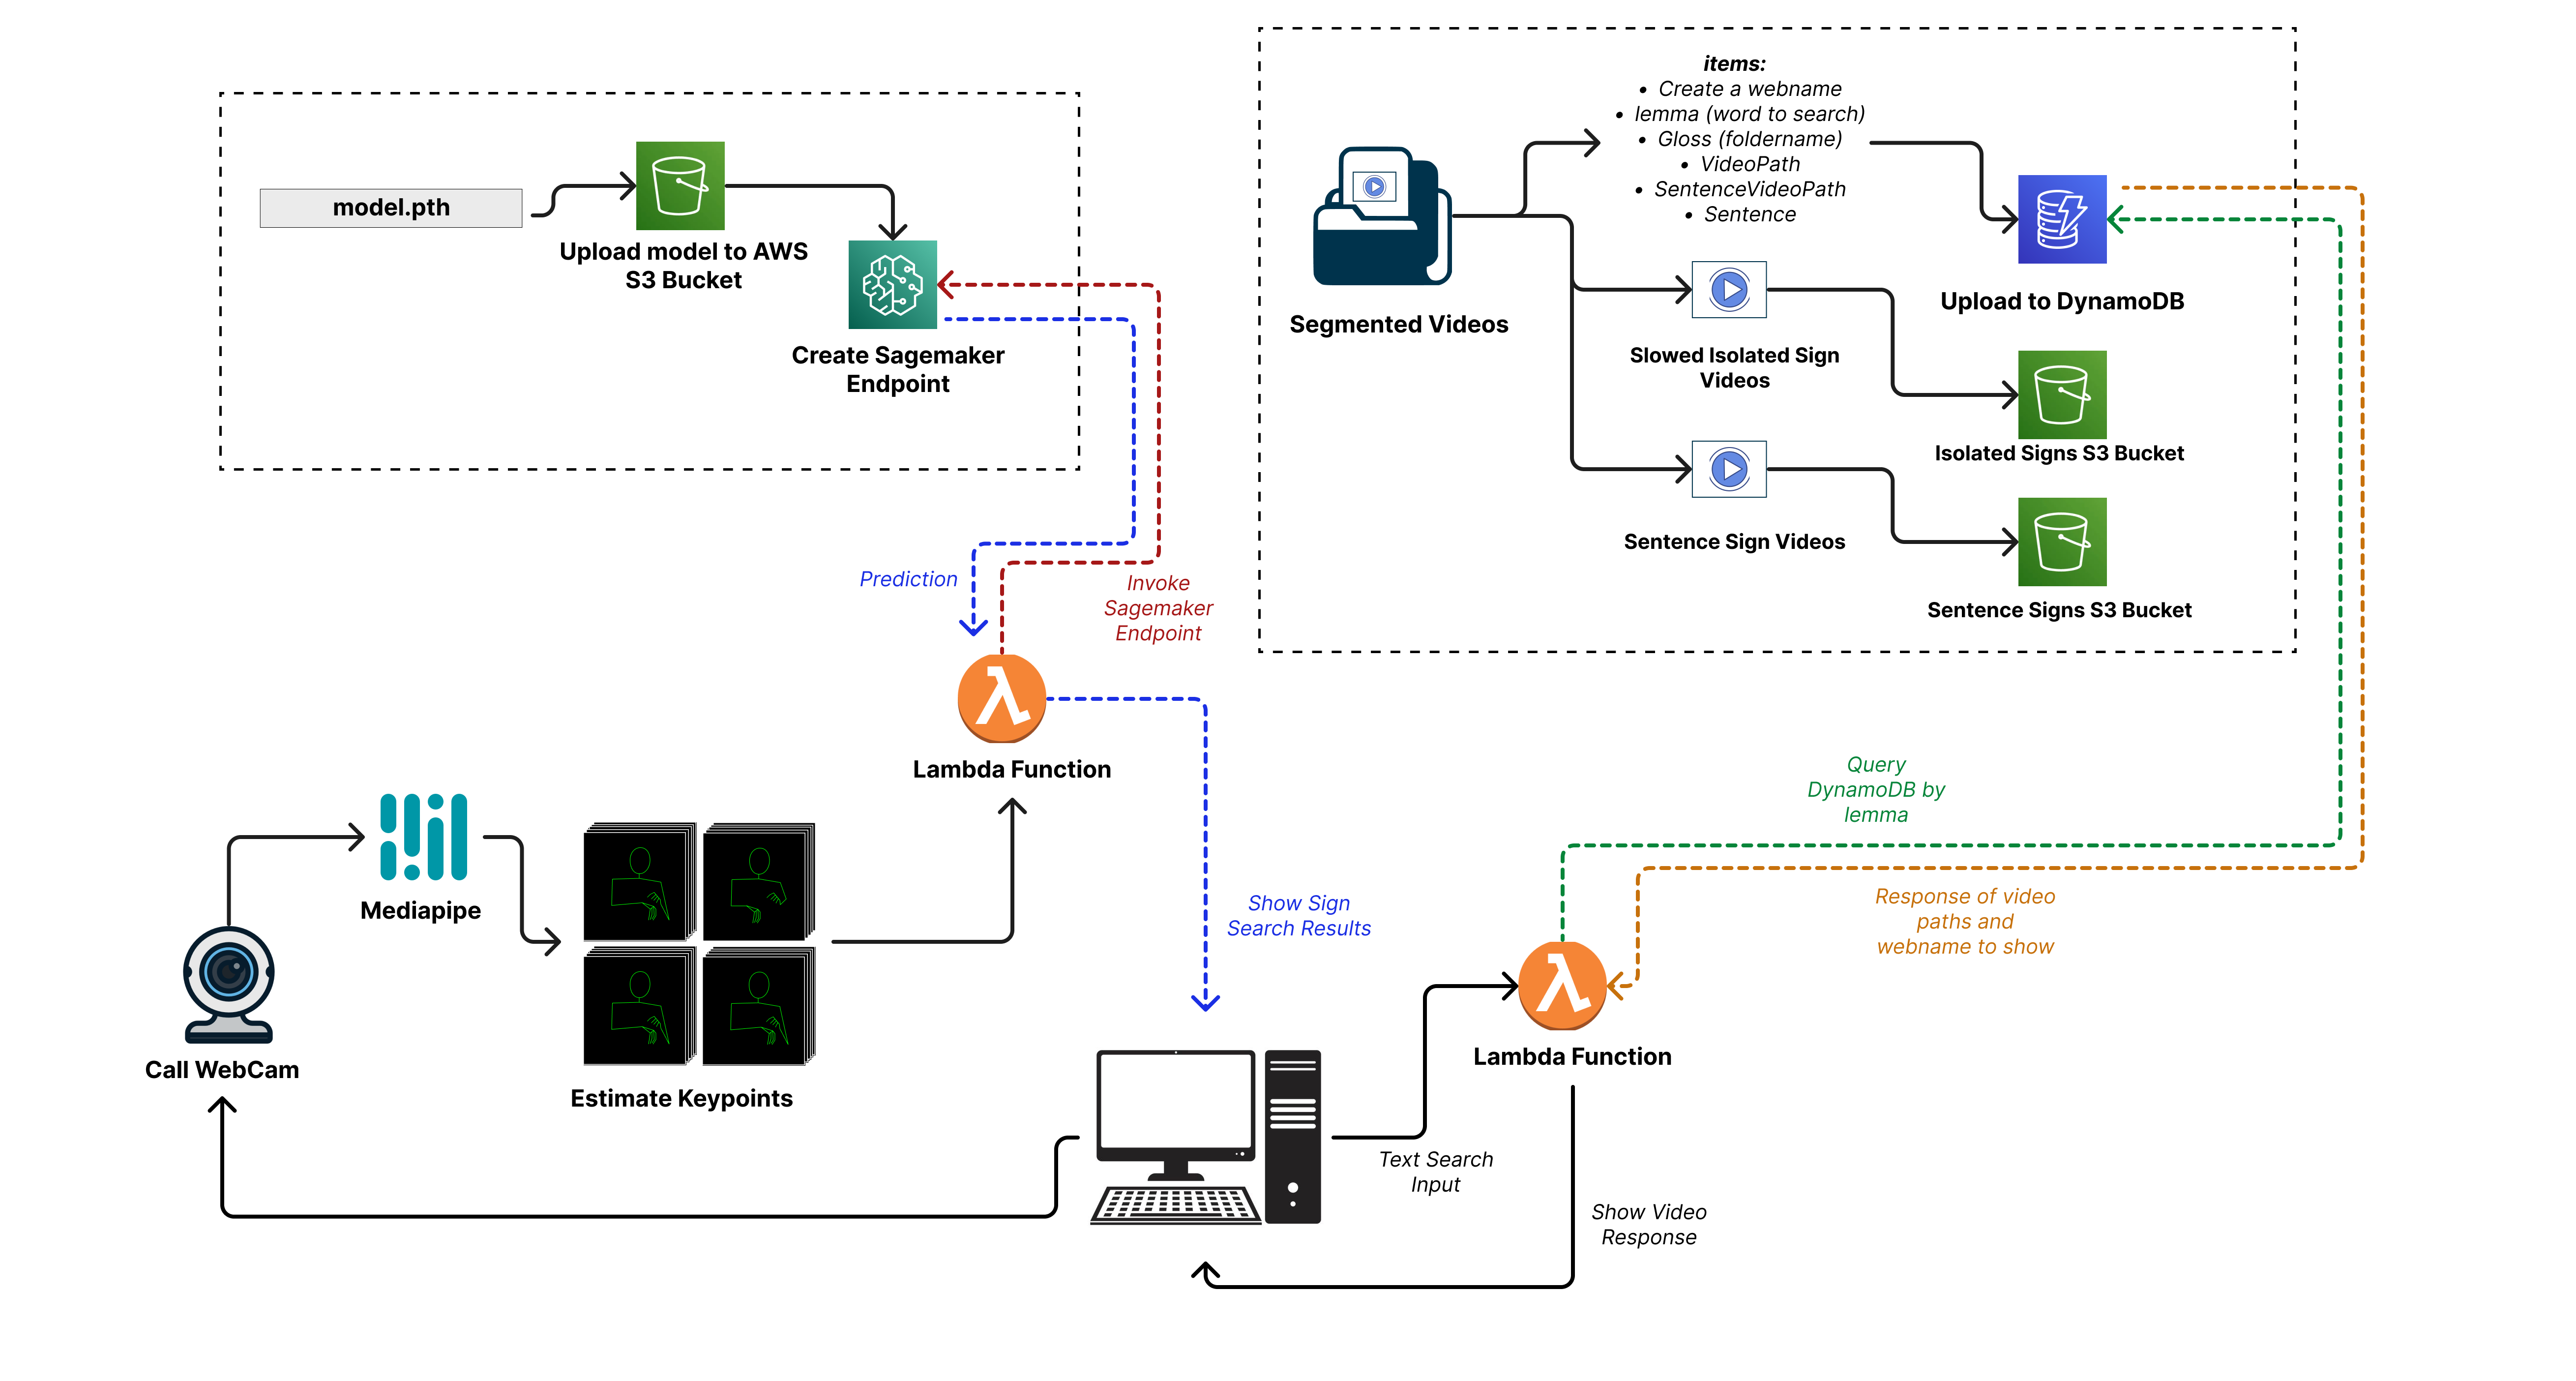 items:
• Create a webname
• lemma (word to search)
• Gloss (foldername)
• VideoPath
• SentenceVideoPath
• Sentence
model.pth
Upload model to AWS
S3 Bucket
Create Sagemaker
Endpoint
Segmented Videos
Upload to DynamoDB
Slowed Isolated Sign
Videos
Isolated Signs S3 Bucket
Sentence Sign Videos
Sentence Signs S3 Bucket
Prediction
Invoke
Sagemaker
Endpoint
Lambda Function
Query
DynamoDB by
lemma
Mediapipe
Show Sign
Search Results
Response of video
paths and
webname to show
Call WebCam
Estimate Keypoints
Lambda Function
Text Search
Input
Show Video
Response